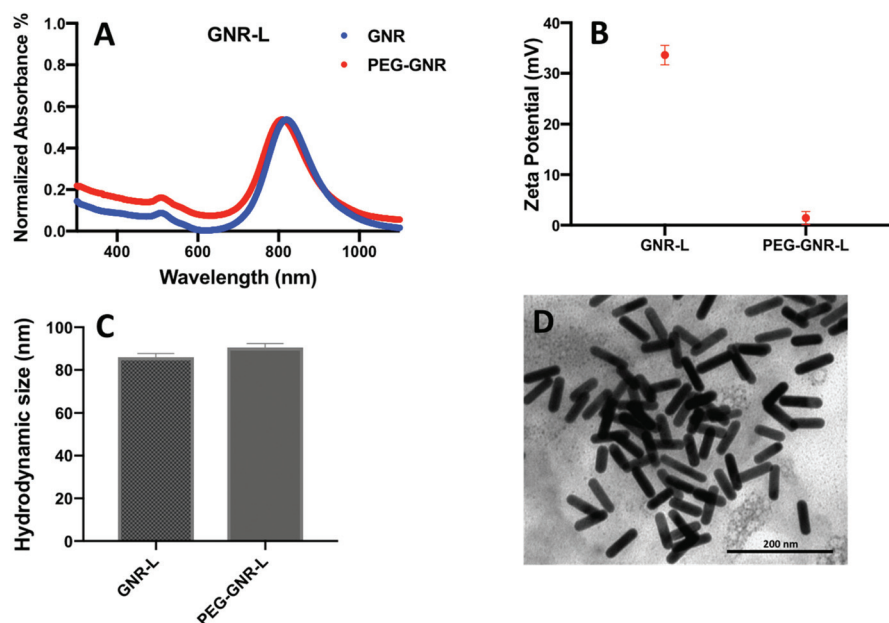 A
GNR-L
GNR
PEG-GNR
Normalized Absorbance %
1.0
0.8
0.6
0.4
0.2
0.0
400
600
800
1000
Wavelength (nm)
B
Zeta Potential (mV)
40
30
20
10
0
GNR-L
PEG-GNR-L
C
Hydrodynamic size (nm)
100
80
60
40
20
0
GNR-L
PEG-GNR-L
D
200 nm